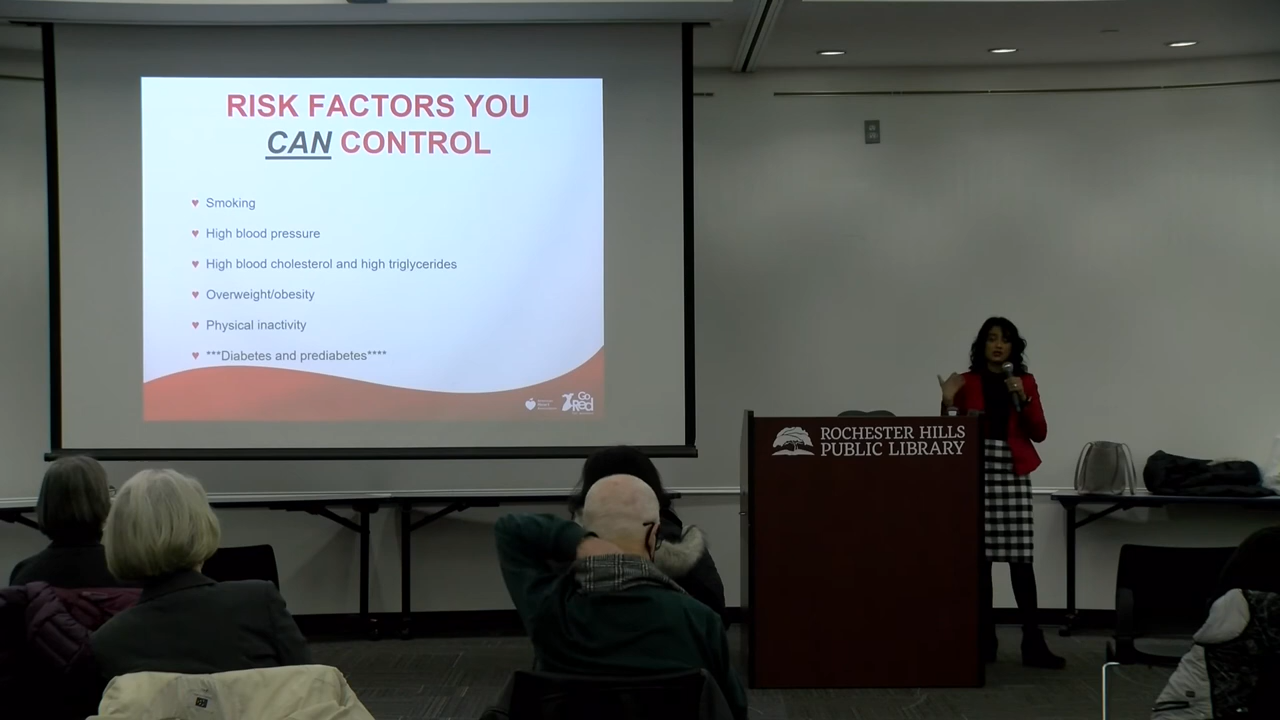 RISK FACTORS YOU
CAN CONTROL
♥ Smoking
♥ High blood pressure
♥ High blood cholesterol and high triglycerides
♥ Overweight/obesity
♥ Physical inactivity
♥ ***Diabetes and prediabetes****
Go
Red
ROCHESTER HILLS
PUBLIC LIBRARY